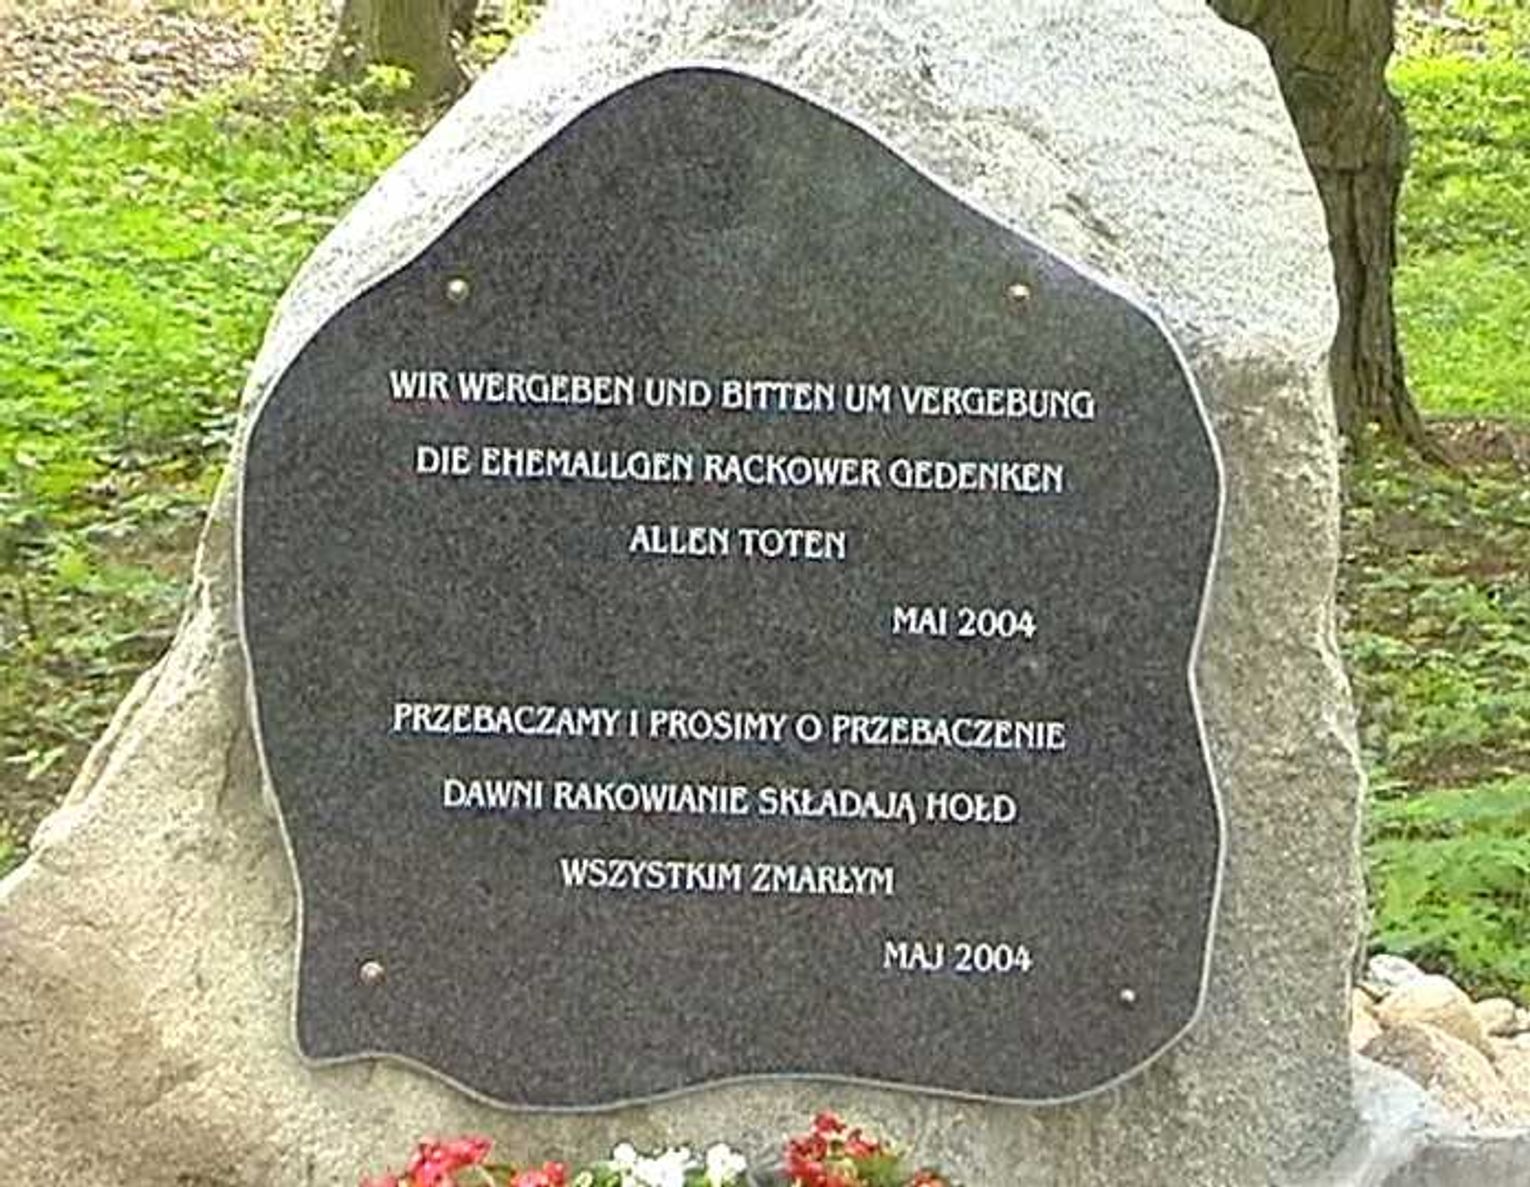 WIR WERGEBEN UND BITTEN UM VERGEBUNG
DIE EHEMALLGEN RACKOWER GEDENKEN
ALLEN TOTEN
MAI 2004
PRZEBACZAMY I PROSIMY O PRZEBACZENIE
DAWNI RAKOWIANIE SKŁADAJĄ HOŁD
WSZYSTKIM ZMARŁYM
MAJ 2004